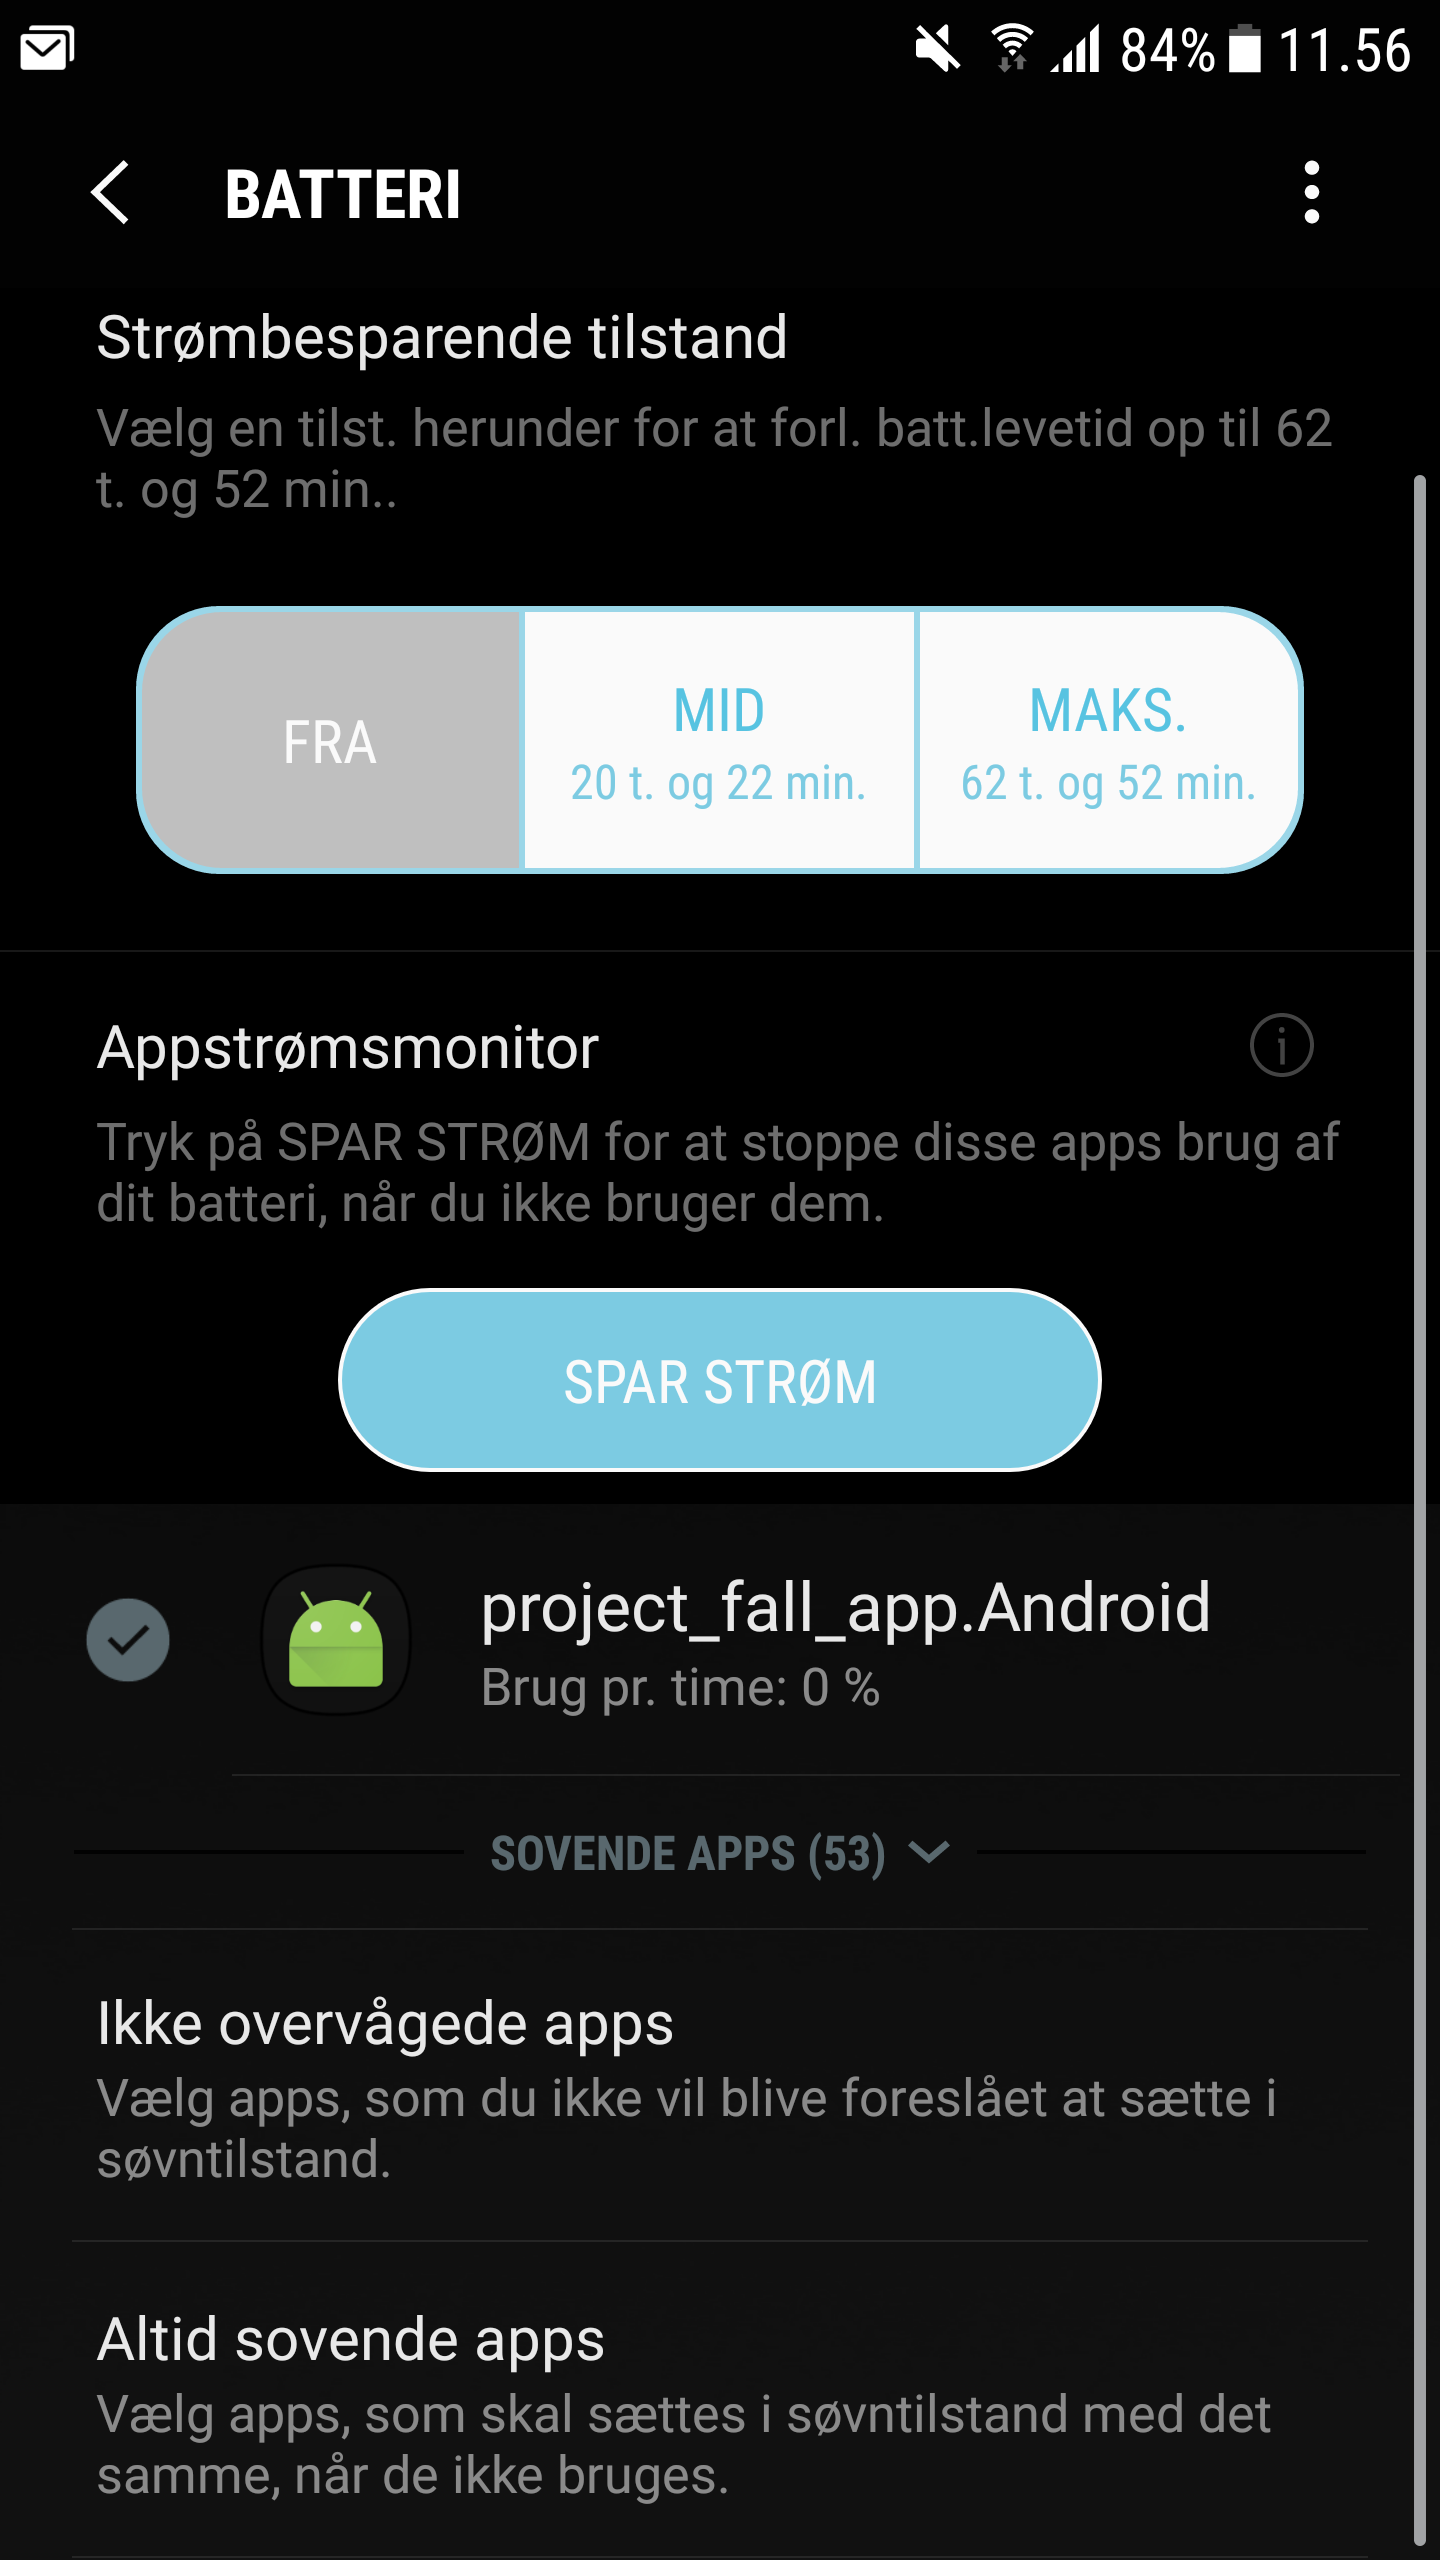 84% 11.56
BATTERI
Strømbesparende tilstand
Vælg en tilst. herunder for at forl. batt.levetid op til 62
t. og 52 min..
FRA
MID
20 t. og 22 min.
MAKS.
62 t. og 52 min.
Appstrømsmonitor
Tryk på SPAR STRØM for at stoppe disse apps brug af
dit batteri, når du ikke bruger dem.
SPAR STRØM
project_fall_app.Android
Brug pr. time: 0 %
SOVENDE APPS (53)
Ikke overvågede apps
Vælg apps, som du ikke vil blive foreslået at sætte i
søvntilstand.
Altid sovende apps
Vælg apps, som skal sættes i søvntilstand med det
samme, når de ikke bruges.